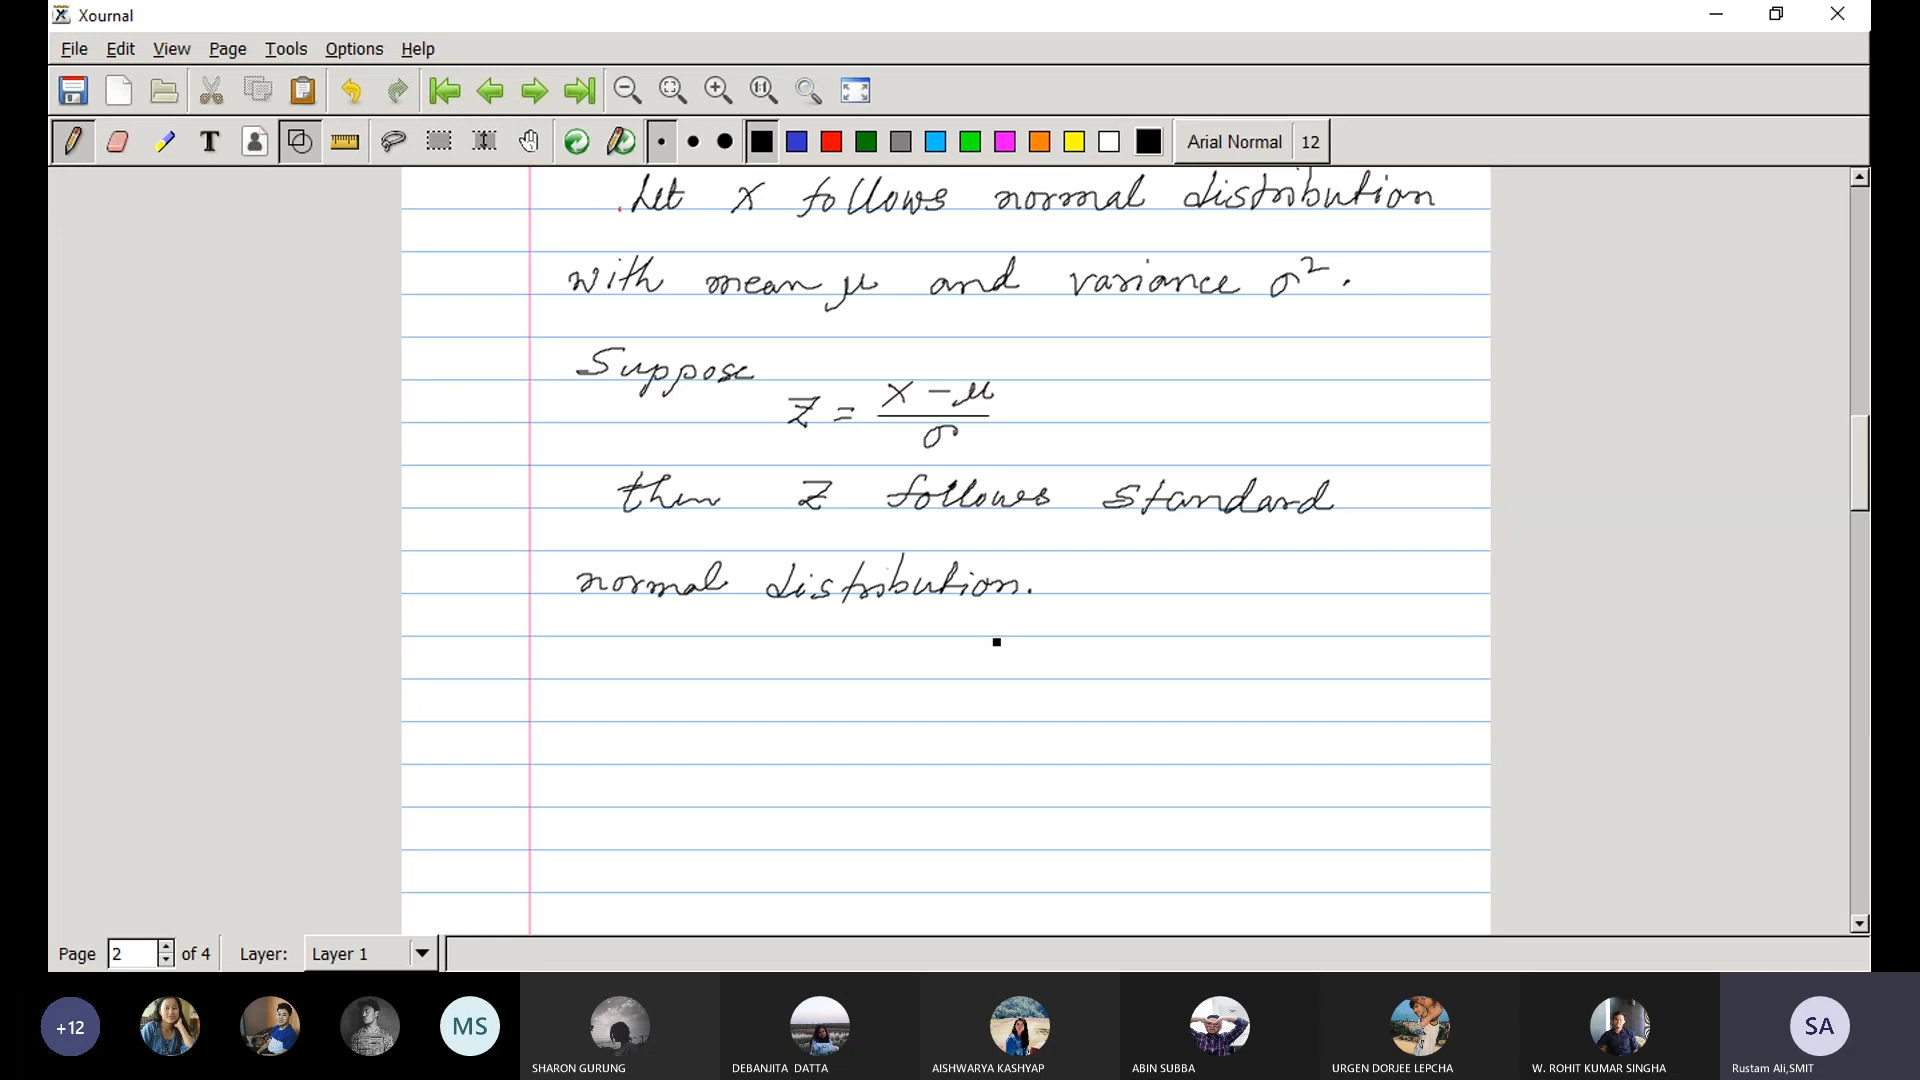 Xournal
File Edit View Page Tools Options Help
Arial Normal 12
Let X follows normal distribution
with mean μ and variance σ².
Suppose
Z = (X - μ) / σ
then Z follows standard
normal distribution.
Page 2 of 4 Layer: Layer 1
+12 MS SA
SHARON GURUNG DEBANJITA DATTA AISHWARYA KASHYAP ABIN SUBBA URGEN DORJEE LEPCHA W. ROHIT KUMAR SINGHA Rustam Ali,SMIT